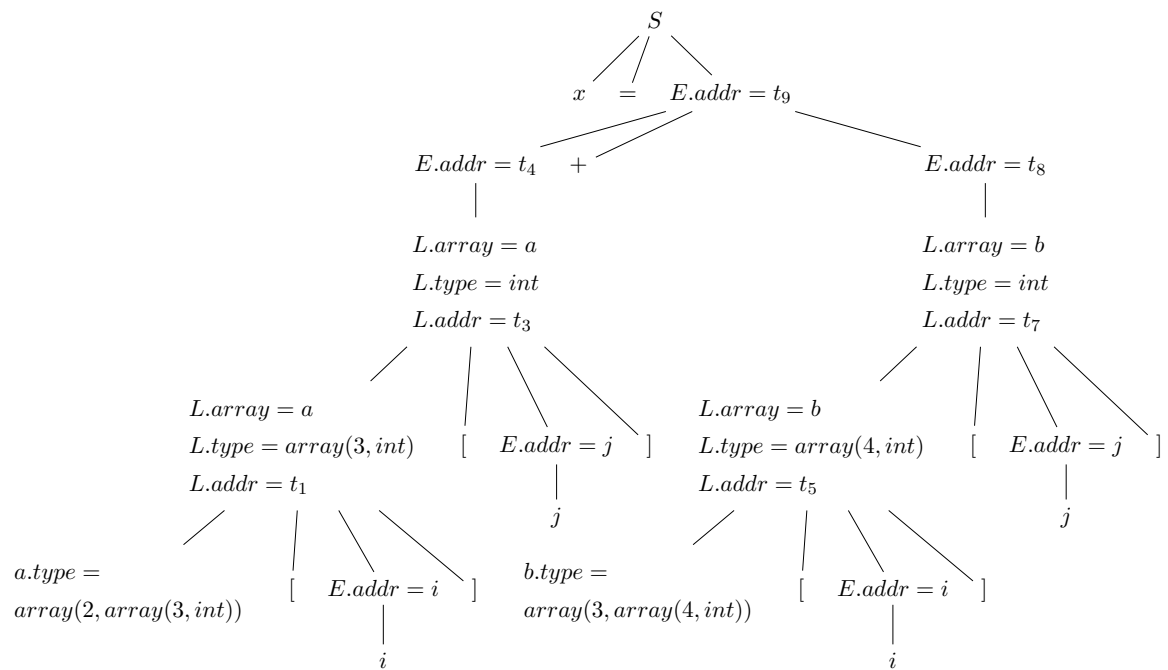 S
x = E.addr = t₉
E.addr = t₄ + E.addr = t₈
L.array = a L.array = b
L.type = int L.type = int
L.addr = t₃ L.addr = t₇
L.array = a L.array = b
L.type = array(3, int) [ E.addr = j ] L.type = array(4, int) [ E.addr = j ]
L.addr = t₁ L.addr = t₅
j j
a.type = b.type =
[ E.addr = i ] [ E.addr = i ]
array(2, array(3, int)) array(3, array(4, int))
i i